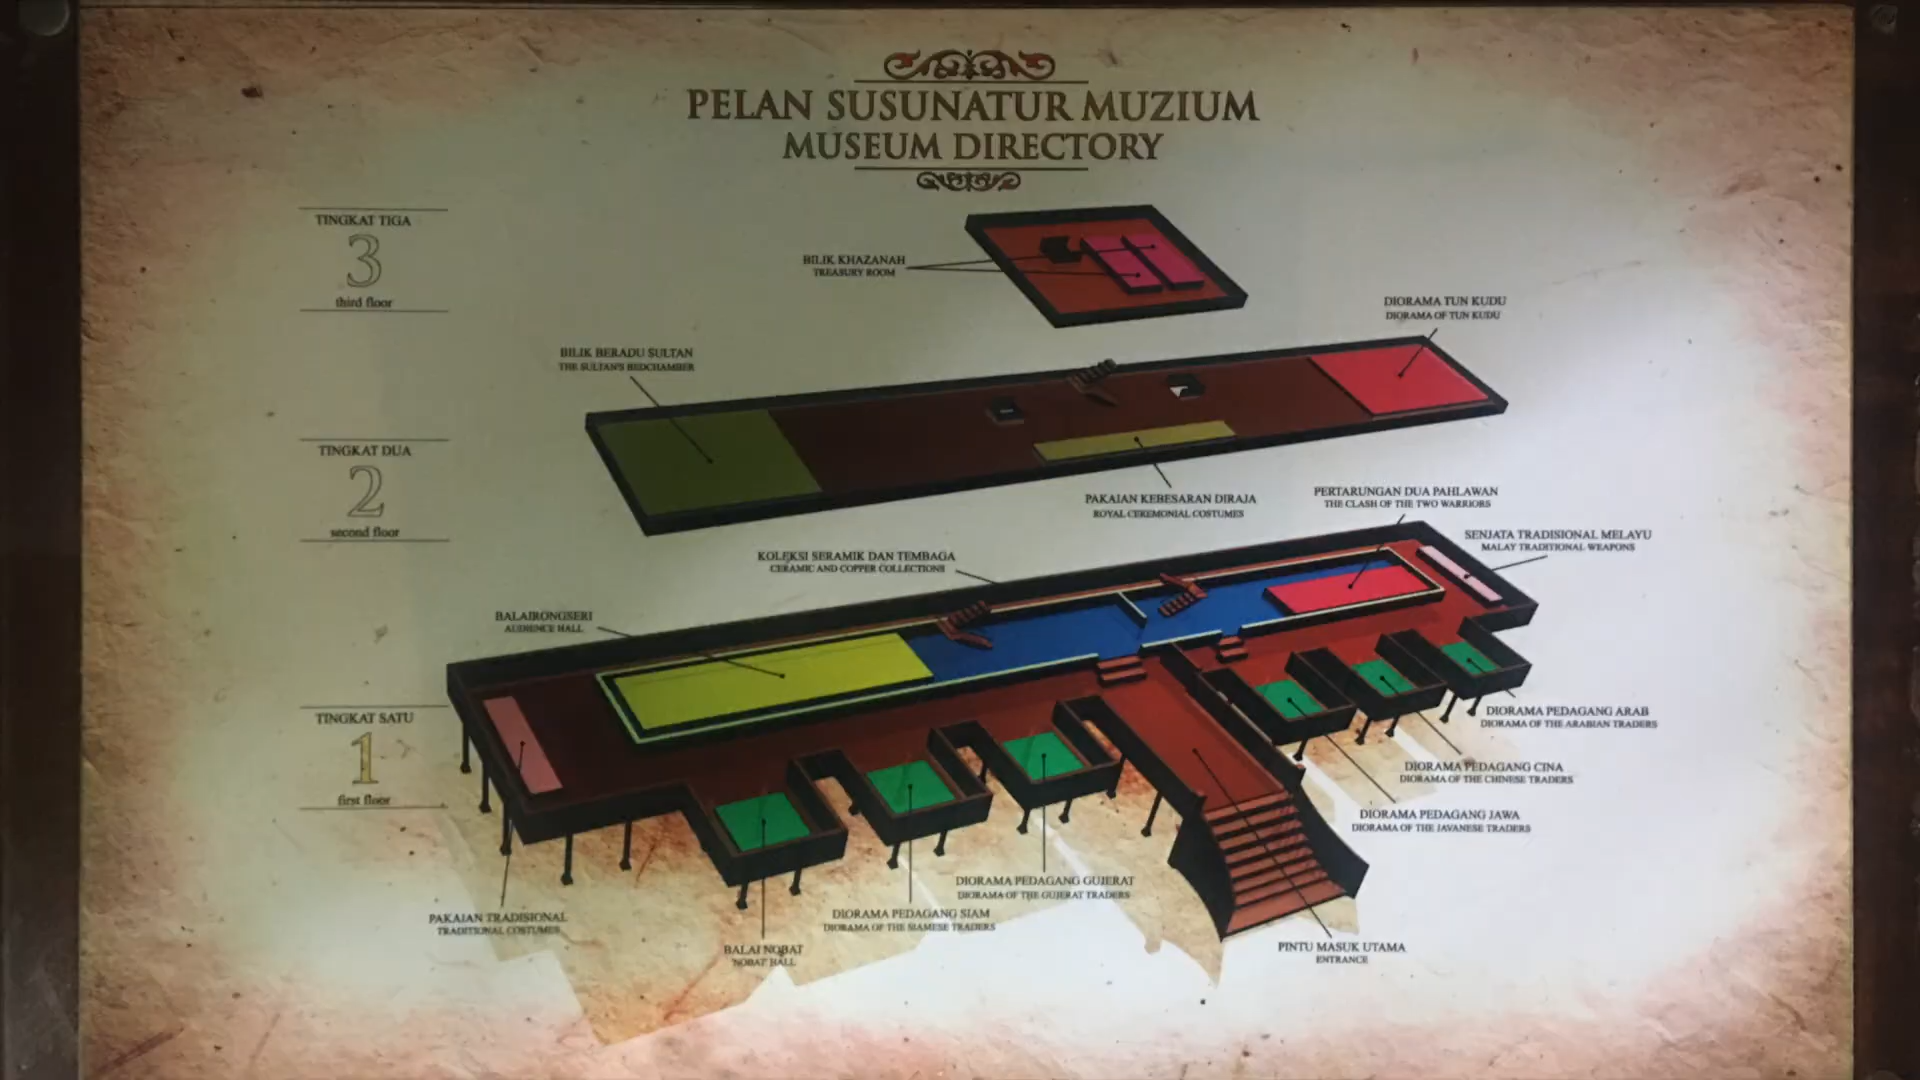 PELAN SUSUNATUR MUZIUM
MUSEUM DIRECTORY
TINGKAT TIGA
3
third floor
BILIK KHAZANAH
TREASURY ROOM
DIORAMA TUN KUDU
DIORAMA OF TUN KUDU
BILIK BERADU SULTAN
THE SULTAN'S BEDCHAMBER
TINGKAT DUA
2
second floor
PAKAIAN KEBESARAN DIRAJA
ROYAL CEREMONIAL COSTUMES
PERTARUNGAN DUA PAHLAWAN
THE CLASH OF THE TWO WARRIORS
SENJATA TRADISIONAL MELAYU
MALAY TRADITIONAL WEAPONS
KOLEKSI SERAMIK DAN TEMBAGA
CERAMIC AND COPPER COLLECTIONS
BALAIRONGSERI
AUDIENCE HALL
TINGKAT SATU
1
first floor
DIORAMA PEDAGANG ARAB
DIORAMA OF THE ARABIAN TRADERS
DIORAMA PEDAGANG CINA
DIORAMA OF THE CHINESE TRADERS
DIORAMA PEDAGANG JAWA
DIORAMA OF THE JAVANESE TRADERS
DIORAMA PEDAGANG GUJERAT
DIORAMA OF THE GUJERAT TRADERS
DIORAMA PEDAGANG SIAM
DIORAMA OF THE SIAMESE TRADERS
PAKAIAN TRADISIONAL
TRADITIONAL COSTUMES
BALAI NOBAT
'NOBAT' HALL
PINTU MASUK UTAMA
ENTRANCE